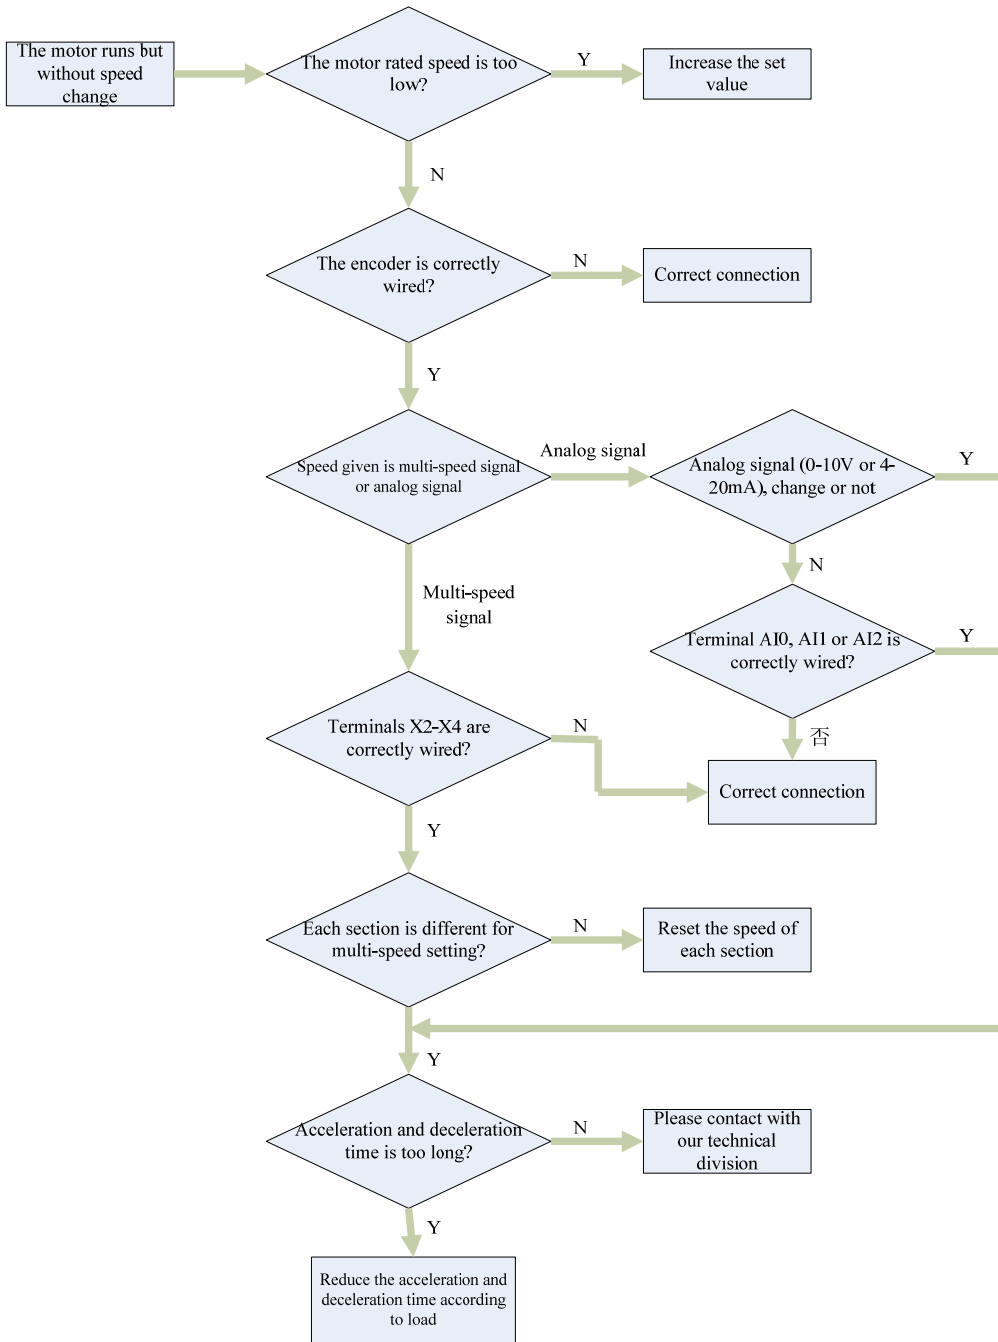 The motor runs but
without speed
change
The motor rated speed is too
low?
Y
Increase the set
value
N
The encoder is correctly
wired?
N
Correct connection
Y
Speed given is multi-speed signal
or analog signal
Analog signal
Analog signal (0-10V or 4-
20mA), change or not
Y
N
Multi-speed
signal
Terminal AI0, AI1 or AI2 is
correctly wired?
Y
否
Terminals X2-X4 are
correctly wired?
N
Correct connection
Y
Each section is different for
multi-speed setting?
N
Reset the speed of
each section
Y
Acceleration and deceleration
time is too long?
N
Please contact with
our technical
division
Y
Reduce the acceleration and
deceleration time according
to load